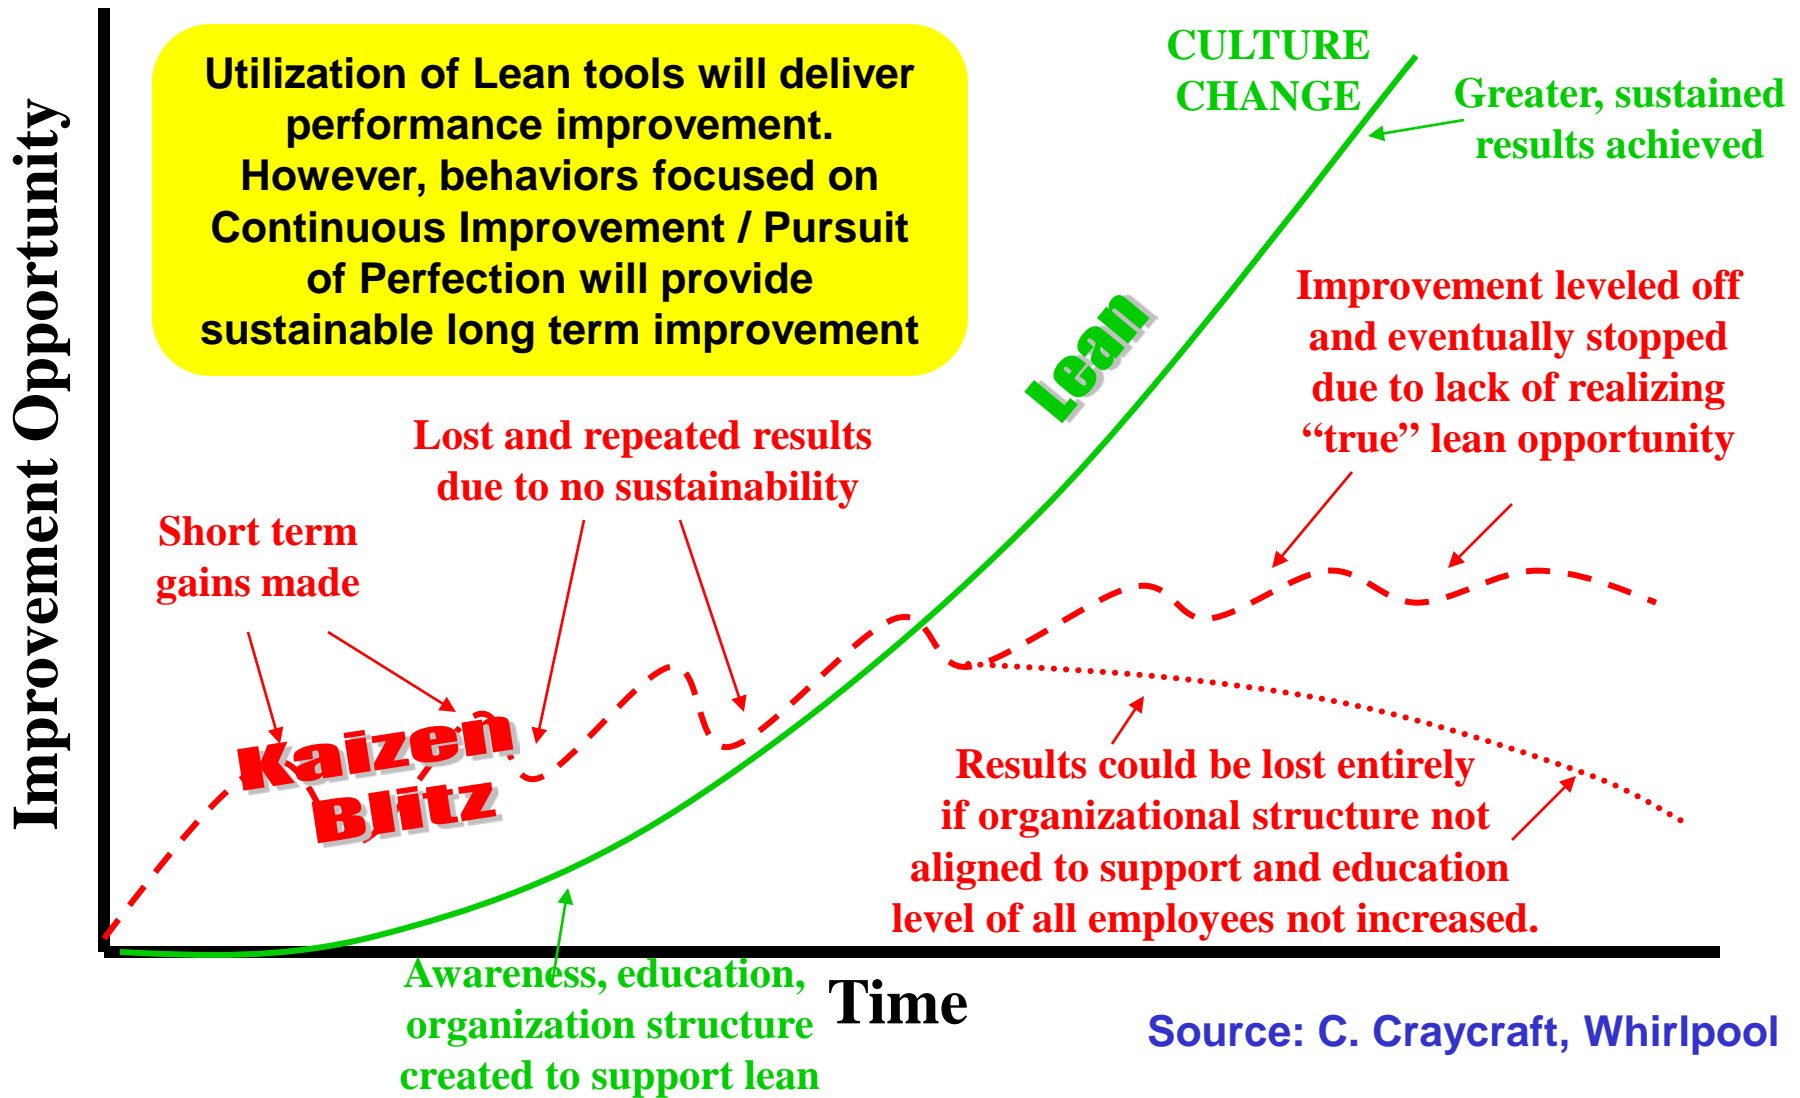 Utilization of Lean tools will deliver
performance improvement.
However, behaviors focused on
Continuous Improvement / Pursuit
of Perfection will provide
sustainable long term improvement
CULTURE
CHANGE
Greater, sustained
results achieved
Improvement Opportunity
Lean
Improvement leveled off
and eventually stopped
due to lack of realizing
“true” lean opportunity
Lost and repeated results
due to no sustainability
Short term
gains made
Kaizen
Blitz
Results could be lost entirely
if organizational structure not
aligned to support and education
level of all employees not increased.
Awareness, education,
organization structure
created to support lean
Time
Source: C. Craycraft, Whirlpool